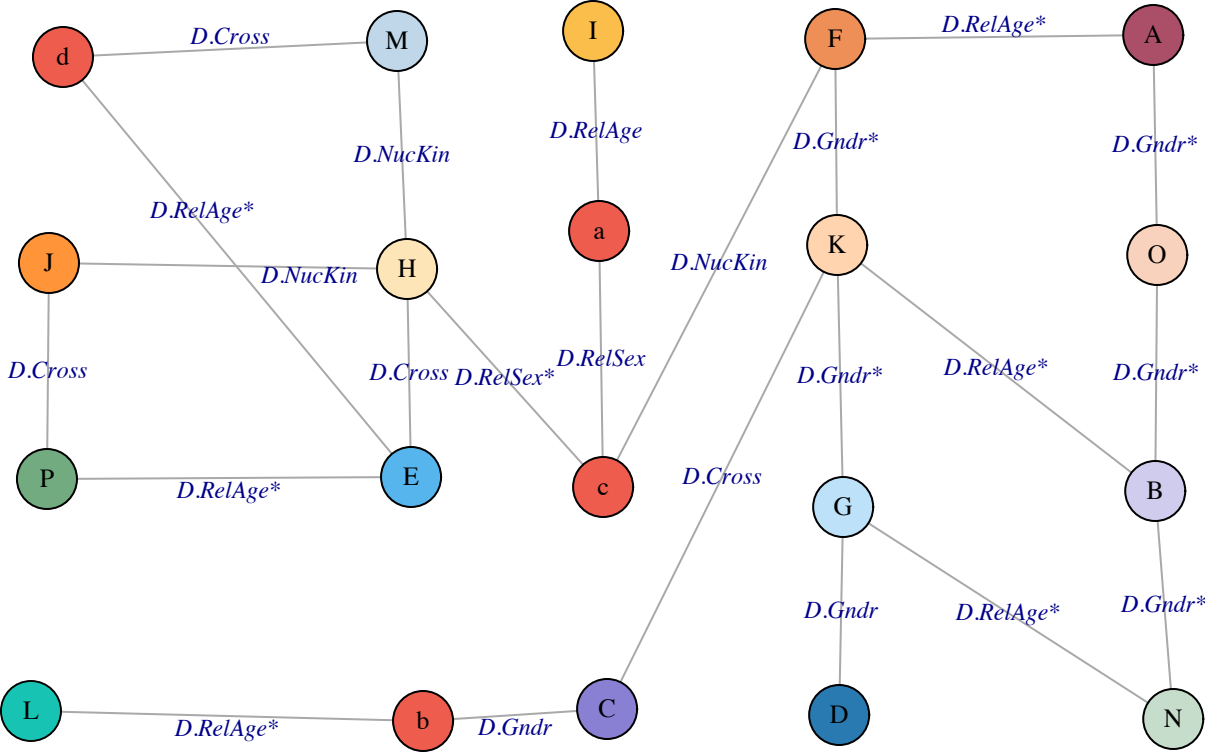 d
D.Cross
M
I
F
D.RelAge*
A
D.NucKin
D.RelAge
D.Gndr*
D.Gndr*
D.RelAge*
a
K
O
J
D.NucKin
H
D.NucKin
D.Cross
D.Cross
D.RelSex*
D.RelSex
D.Gndr*
D.RelAge*
D.Gndr*
P
D.RelAge*
E
c
D.Cross
G
B
D.Gndr
D.RelAge*
D.Gndr*
L
D.RelAge*
b
D.Gndr
C
D
N